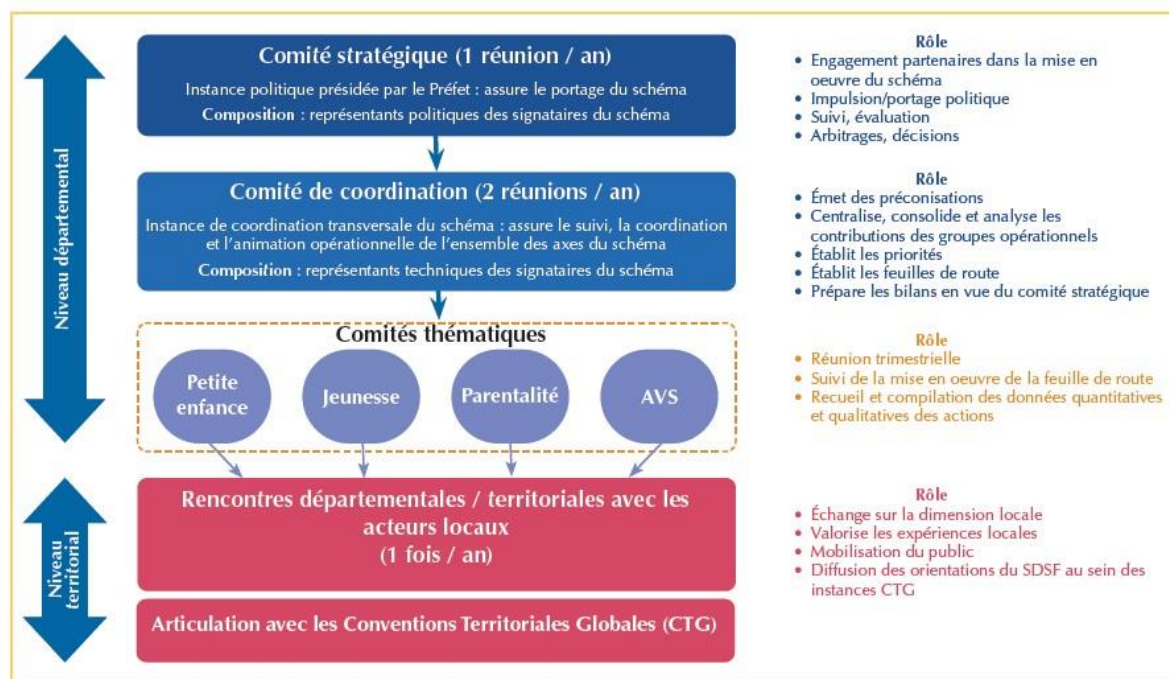 Niveau départemental
Comité stratégique (1 réunion / an)
Instance politique présidée par le Préfet : assure le portage du schéma
Composition : représentants politiques des signataires du schéma
Rôle
• Engagement partenaires dans la mise en
oeuvre du schéma
• Impulsion/portage politique
• Suivi, évaluation
• Arbitrages, décisions
Comité de coordination (2 réunions / an)
Instance de coordination transversale du schéma : assure le suivi, la coordination
et l'animation opérationnelle de l'ensemble des axes du schéma
Composition : représentants techniques des signataires du schéma
Rôle
• Émet des préconisations
• Centralise, consolide et analyse les
contributions des groupes opérationnels
• Établit les priorités
• Établit les feuilles de route
• Prépare les bilans en vue du comité stratégique
Comités thématiques
Petite
enfance
Jeunesse
Parentalité
AVS
Rôle
• Réunion trimestrielle
• Suivi de la mise en oeuvre de la feuille de route
• Recueil et compilation des données quantitatives
et qualitatives des actions
Niveau
territorial
Rencontres départementales / territoriales avec les
acteurs locaux
(1 fois / an)
Rôle
• Échange sur la dimension locale
• Valorise les expériences locales
• Mobilisation du public
• Diffusion des orientations du SDSF au sein des
instances CTG
Articulation avec les Conventions Territoriales Globales (CTG)